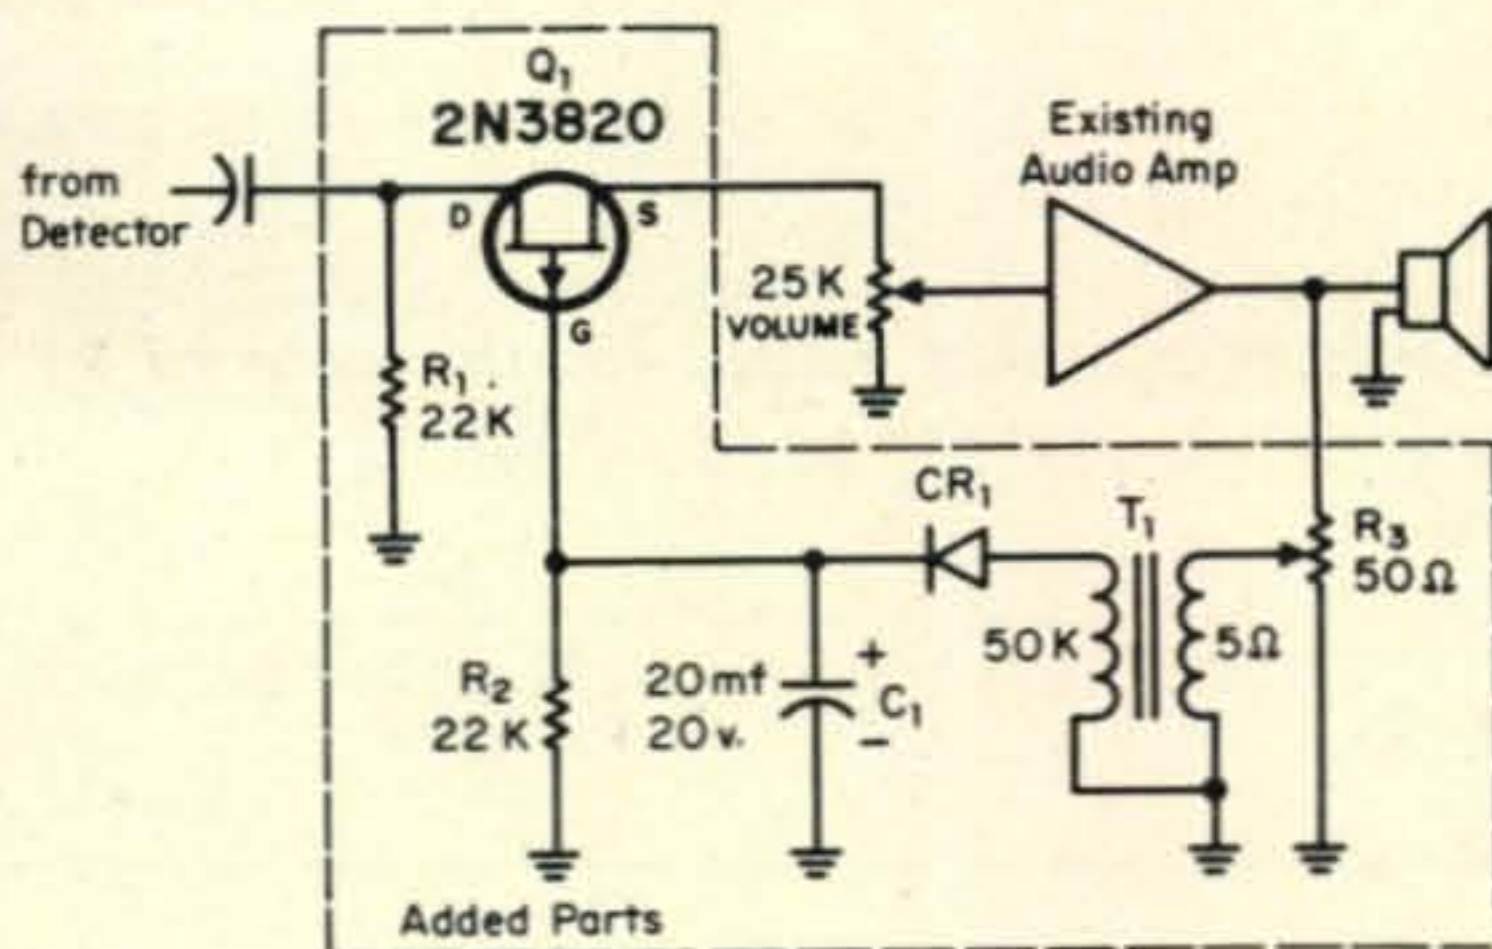 Q1
2N3820
from
Detector
D
S
G
Existing
Audio Amp
25K
VOLUME
R1
22K
CR1
T1
R3
50Ω
50K
5Ω
R2
22K
20mf
20v.
+
C1
-
Added Parts